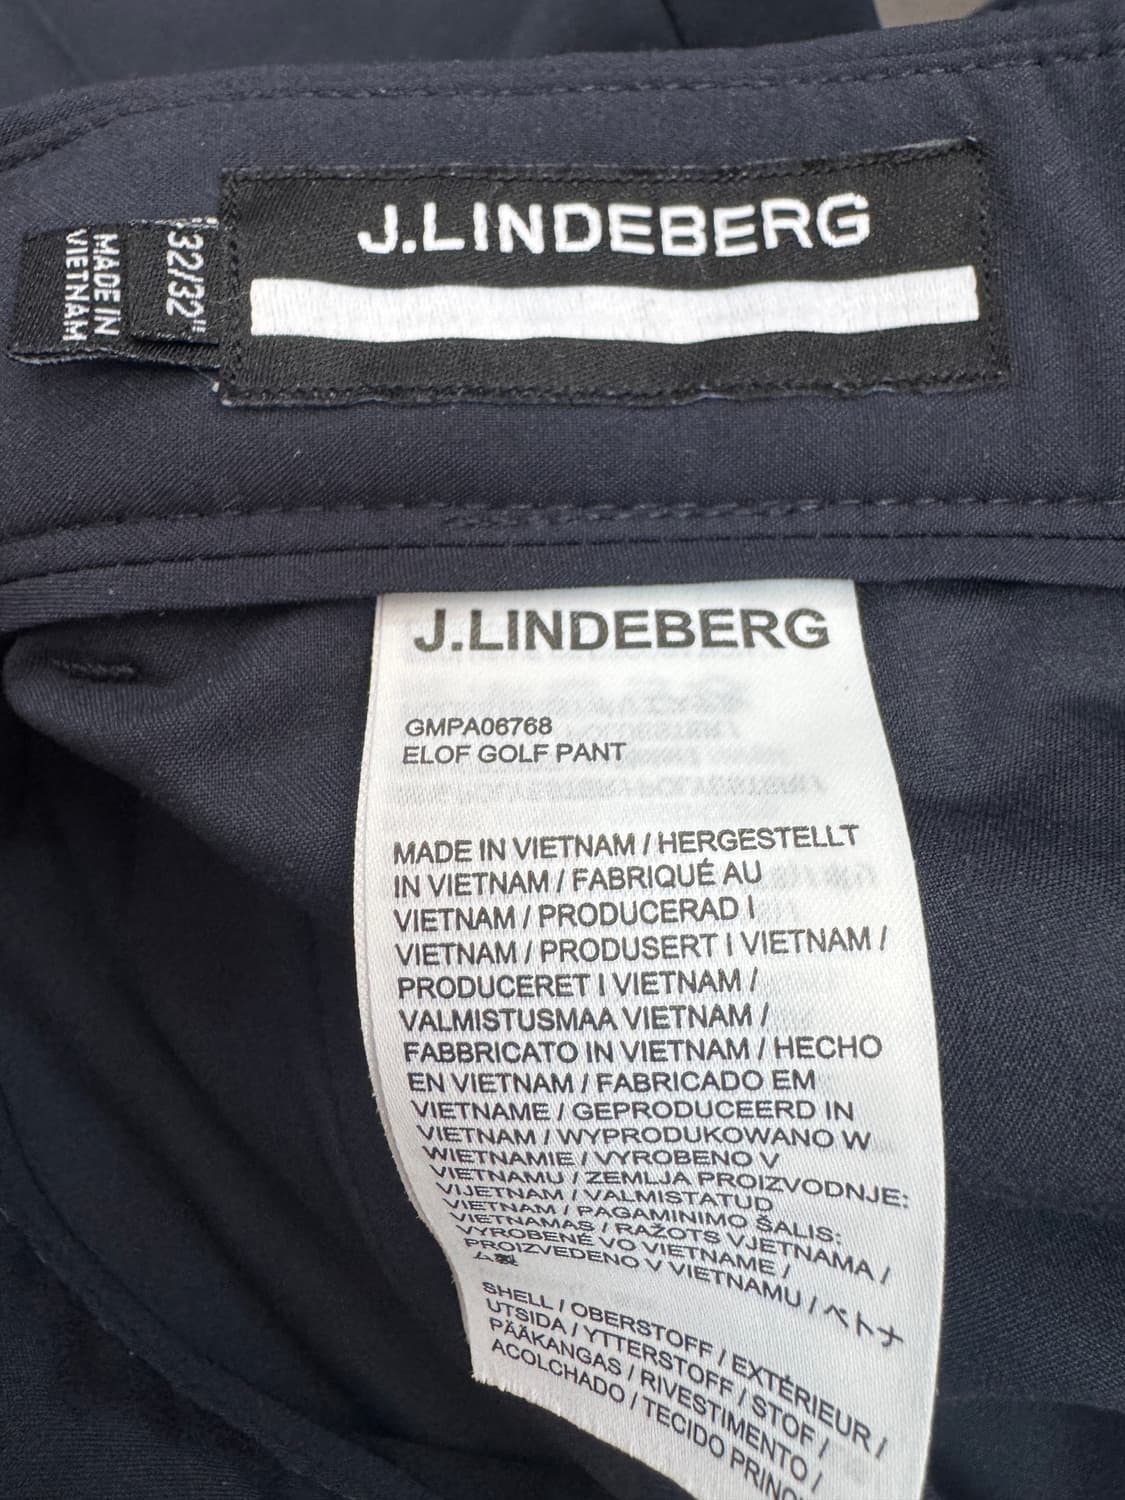 J.LINDEBERG
32/32"
MADE IN
VIETNAM
J.LINDEBERG
GMPA06768
ELOF GOLF PANT
MADE IN VIETNAM / HERGESTELLT
IN VIETNAM / FABRIQUÉ AU
VIETNAM / PRODUCERAD I
VIETNAM / PRODUSERT I VIETNAM /
PRODUCERET I VIETNAM /
VALMISTUSMAA VIETNAM /
FABBRICATO IN VIETNAM / HECHO
EN VIETNAM / FABRICADO EM
VIETNAME / GEPRODUCEERD IN
VIETNAM / WYPRODUKOWANO W
WIETNAMIE / VYROBENO V
VIETNAMU / ZEMLJA PROIZVODNJE:
VIJETNAM / VALMISTATUD
VIETNAM / PAGAMINIMO ŠALIS:
VIETNAMAS / RAŽOTS VJETNAMA /
VYROBENÉ VO VIETNAME /
PROIZVEDENO V VIETNAMU / ベトナ
ム製
SHELL / OBERSTOFF / EXTÉRIEUR /
UTSIDA / YTTERSTOFF / STOF /
PÄÄKANGAS / RIVESTIMENTO /
ACOLCHADO / TECIDO